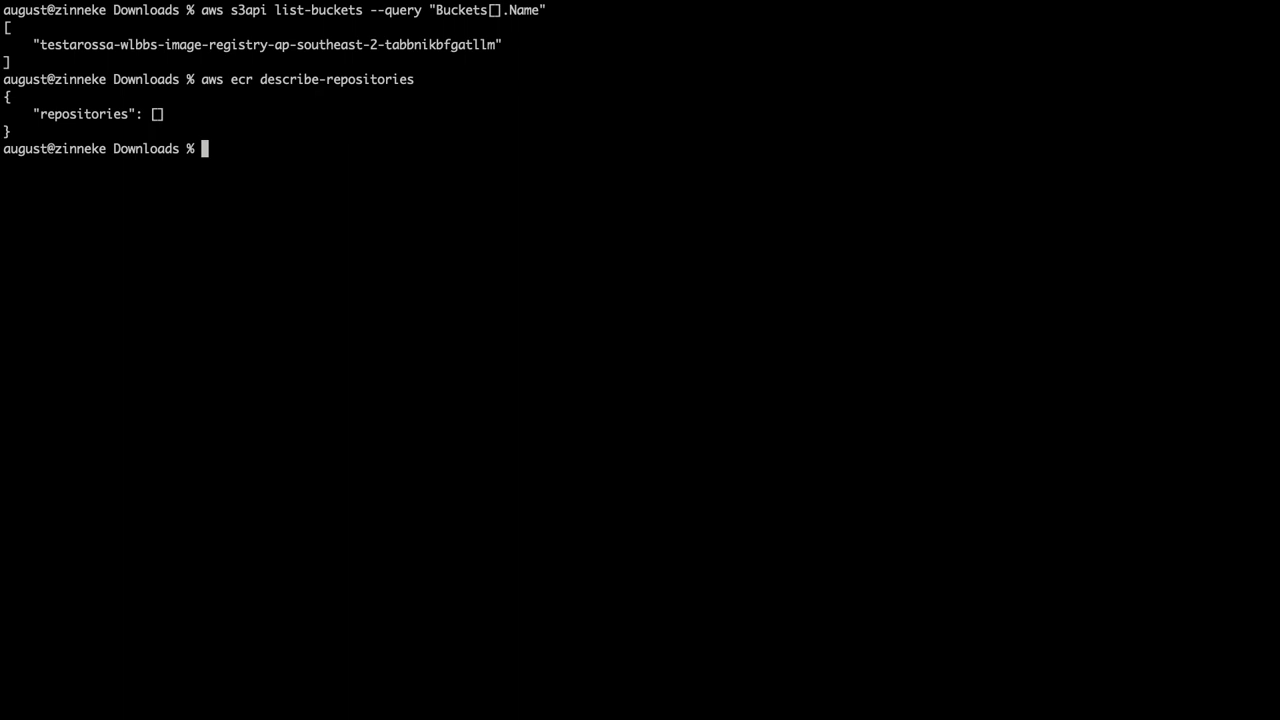 august@zinneke Downloads % aws s3api list-buckets --query "Buckets[].Name"
[
    "testarossa-wlbbs-image-registry-ap-southeast-2-tabbnikbfgatllm"
]
august@zinneke Downloads % aws ecr describe-repositories
{
    "repositories": []
}
august@zinneke Downloads %